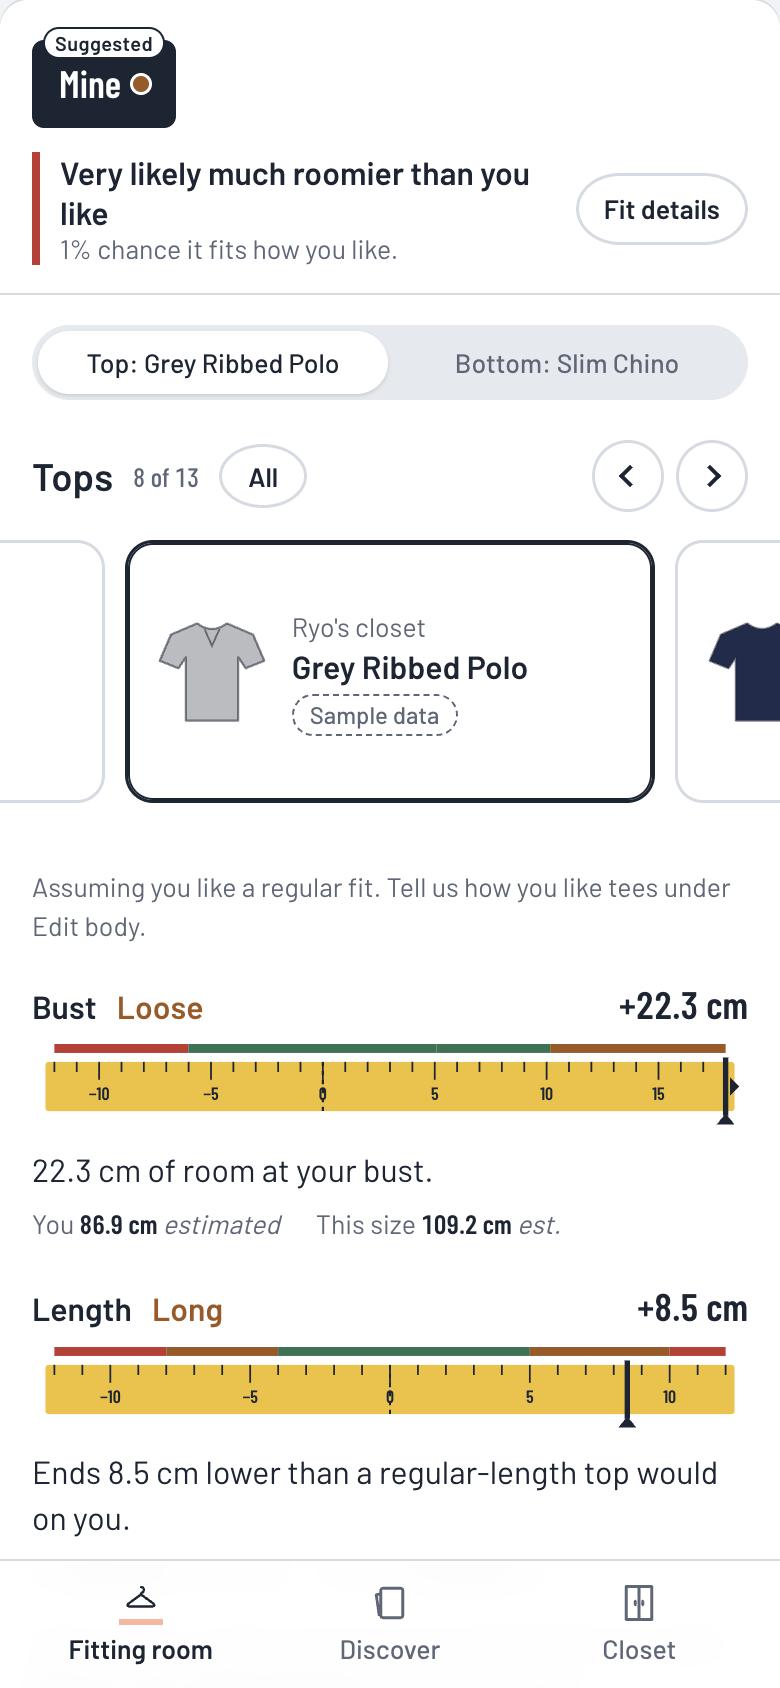 Suggested
Mine
Very likely much roomier than you
like
1% chance it fits how you like.
Fit details
Top: Grey Ribbed Polo
Bottom: Slim Chino
Tops 8 of 13 All
Ryo's closet
Grey Ribbed Polo
Sample data
Assuming you like a regular fit. Tell us how you like tees under
Edit body.
Bust Loose +22.3 cm
−10 −5 0 5 10 15
22.3 cm of room at your bust.
You 86.9 cm estimated This size 109.2 cm est.
Length Long +8.5 cm
−10 −5 0 5 10
Ends 8.5 cm lower than a regular-length top would
on you.
Fitting room Discover Closet